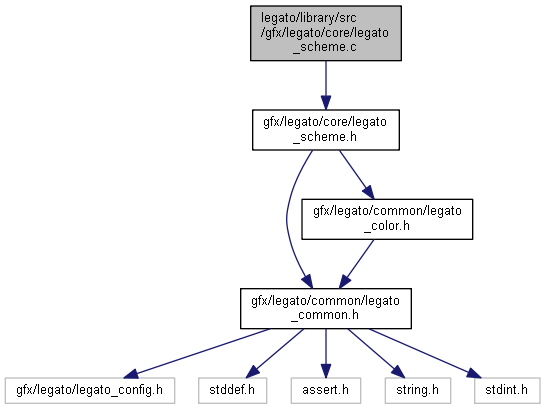 legato/library/src
/gfx/legato/core/legato
_scheme.c
gfx/legato/core/legato
_scheme.h
gfx/legato/common/legato
_color.h
gfx/legato/common/legato
_common.h
gfx/legato/legato_config.h
stddef.h
assert.h
string.h
stdint.h